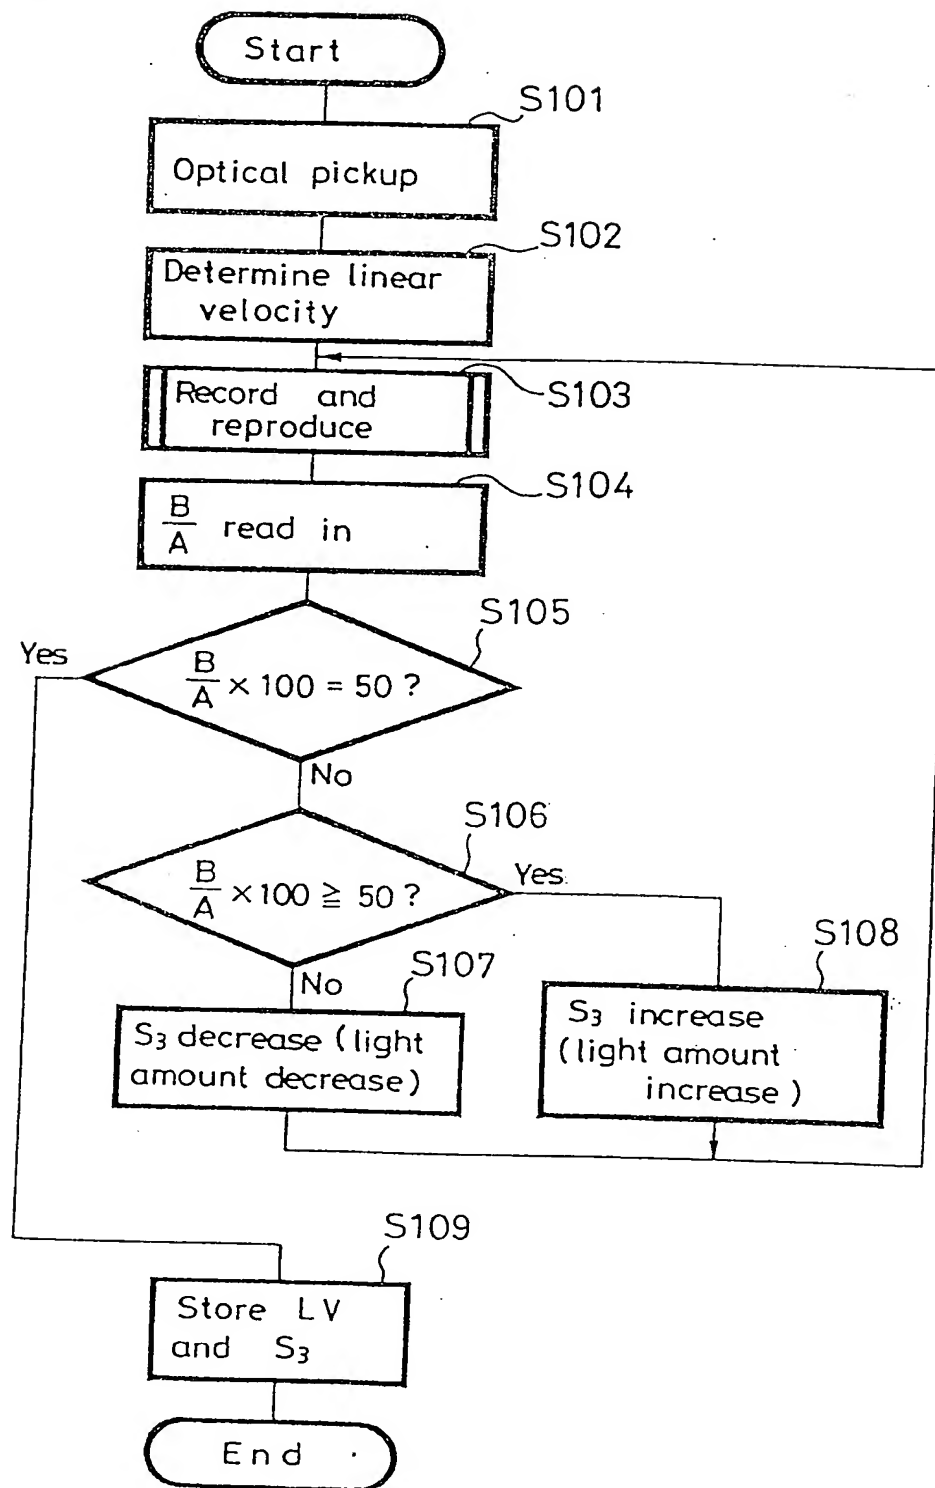 Start
S101
Optical pickup
S102
Determine linear
velocity
S103
Record and
reproduce
S104
B/A read in
S105
Yes
B/A × 100 = 50 ?
No
S106
B/A × 100 ≧ 50 ?
Yes
No
S107
S₃ decrease (light
amount decrease)
S108
S₃ increase
(light amount
increase)
S109
Store LV
and S₃
End